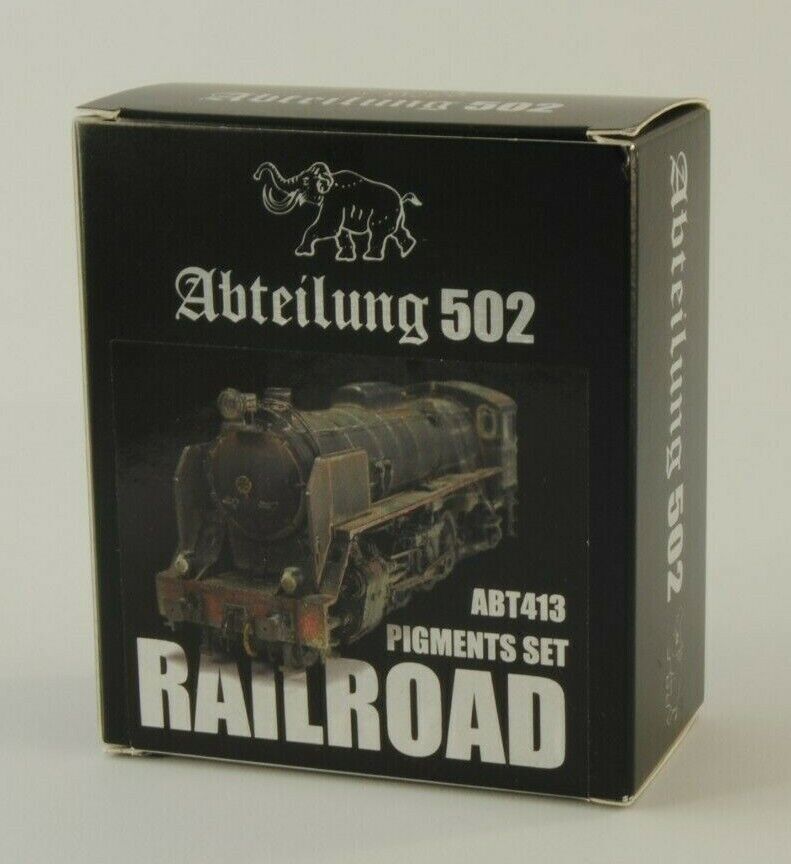 Abteilung 502
Abteilung 502
ABT413
PIGMENTS SET
RAILROAD
Abteilung 502